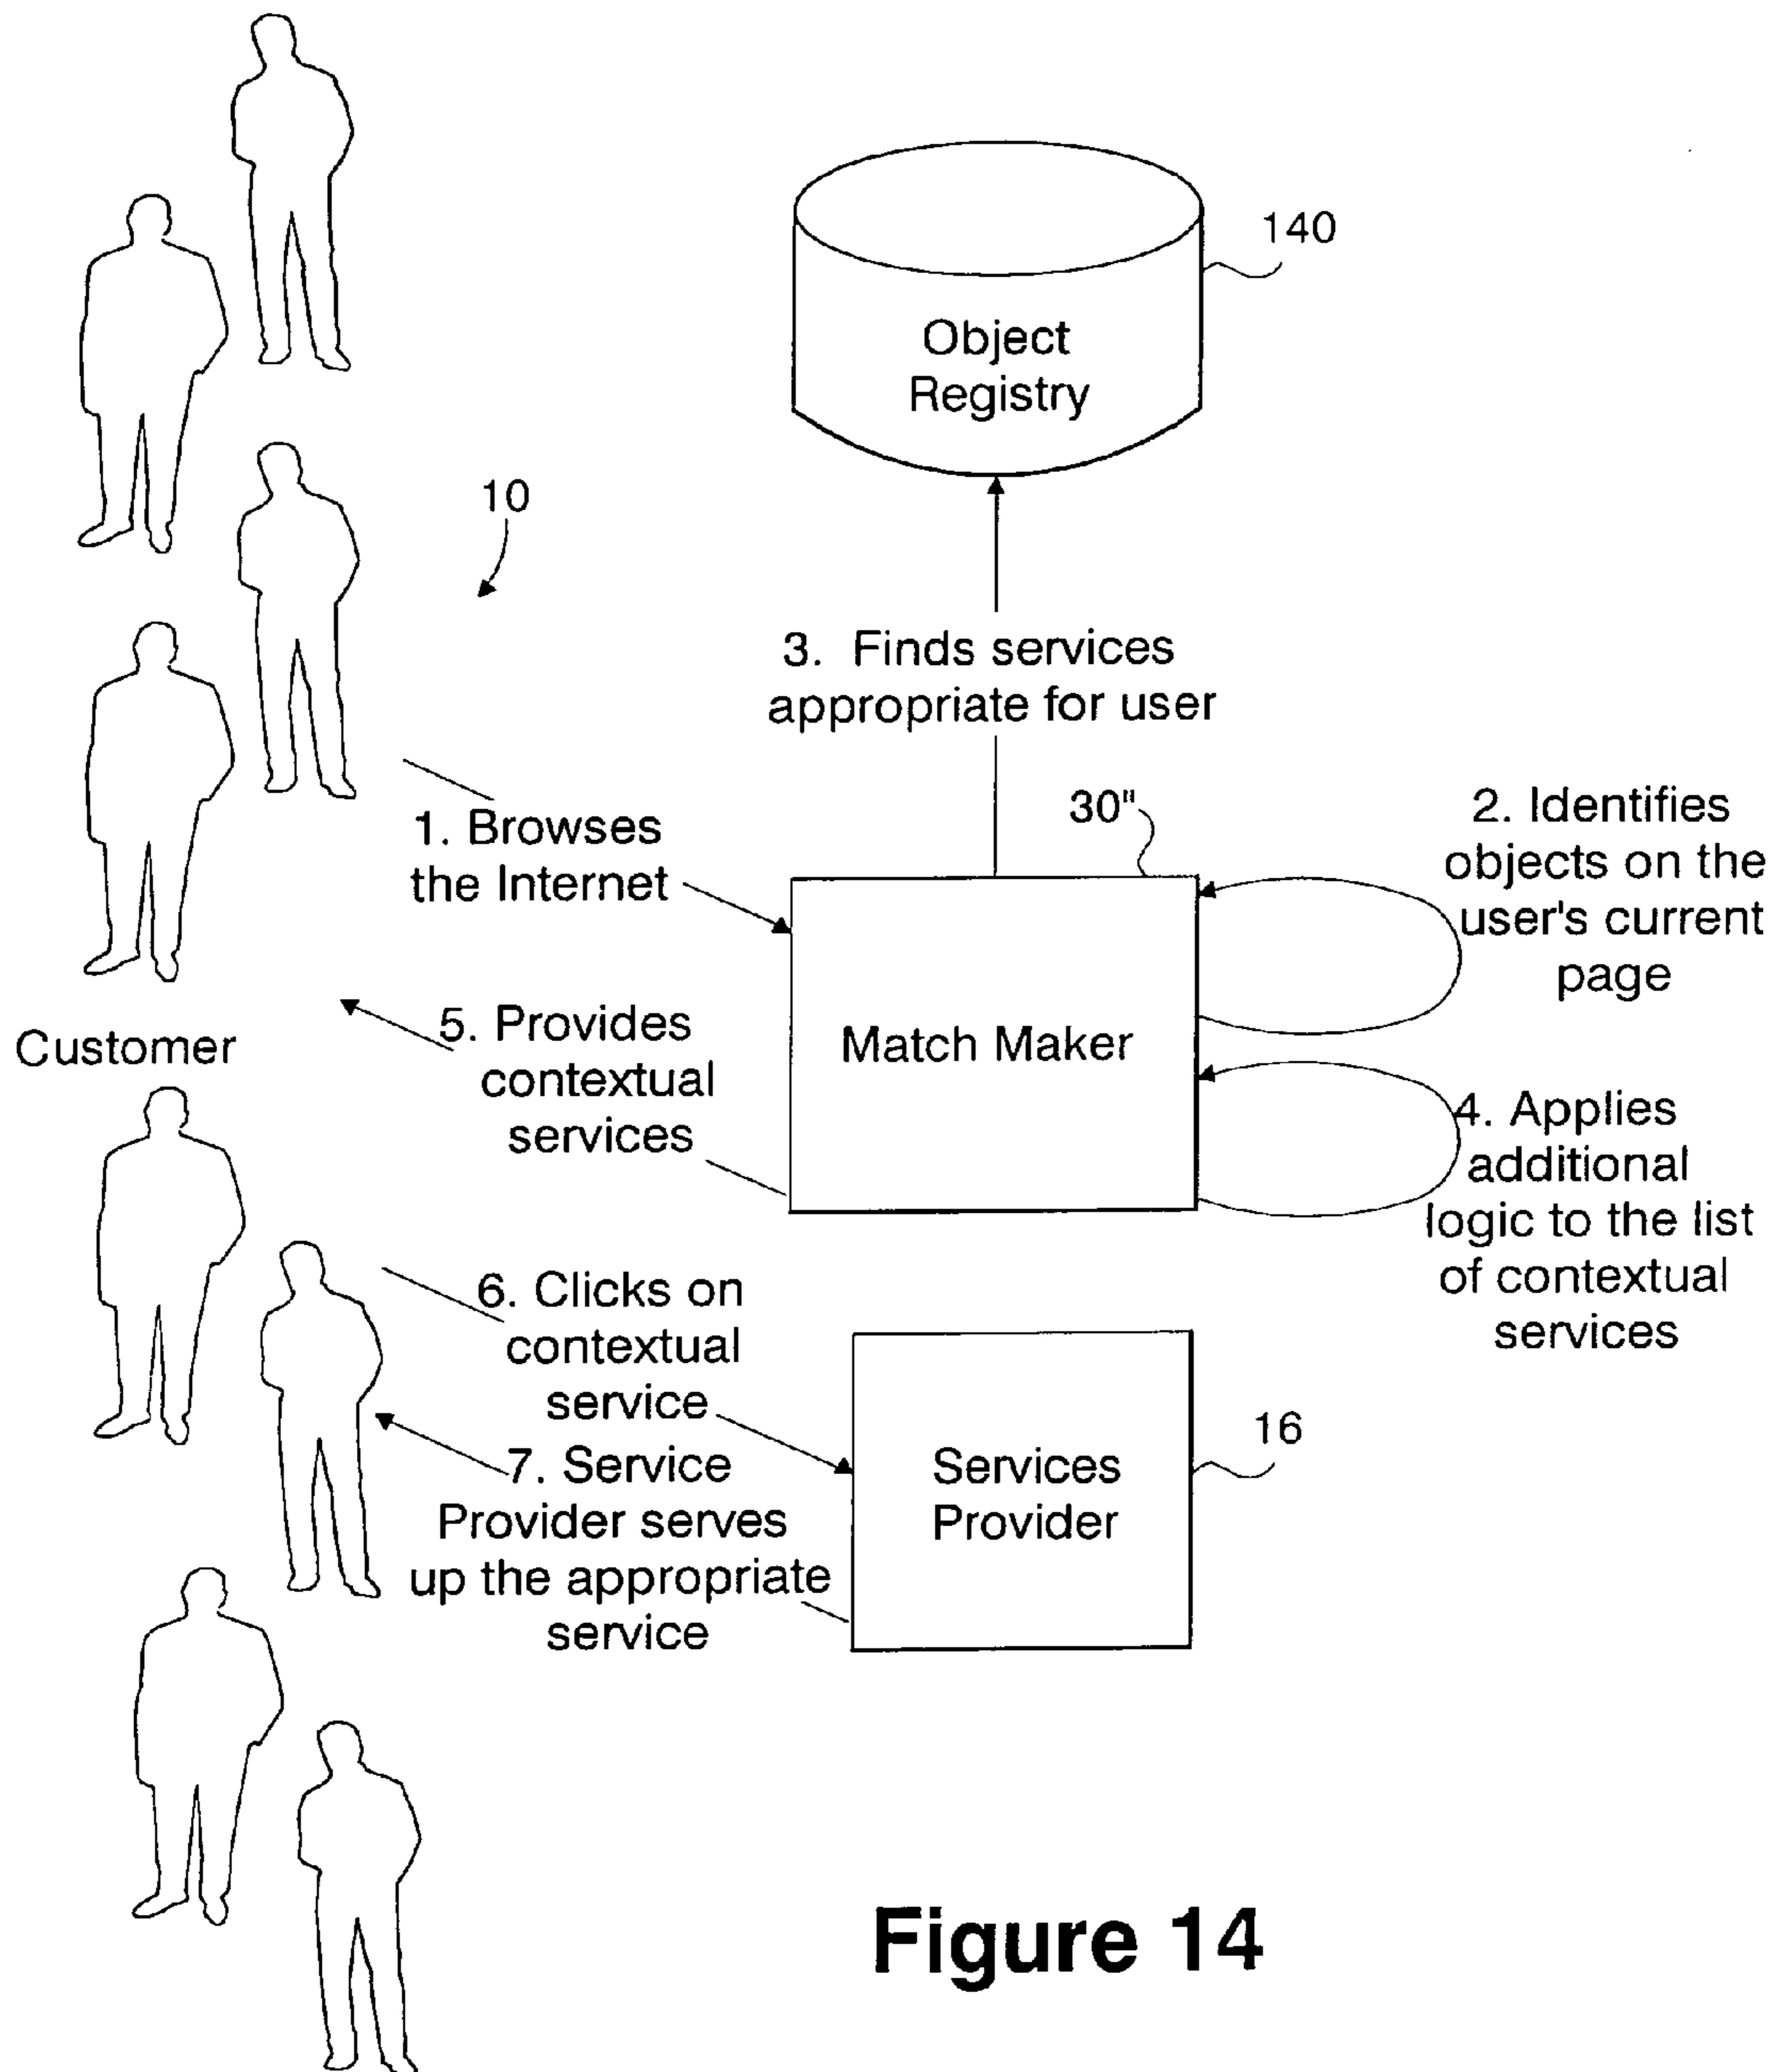 140
Object
Registry
10
3. Finds services
appropriate for user
30"
2. Identifies
objects on the
user's current
page
1. Browses
the Internet
Match Maker
5. Provides
contextual
services
Customer
4. Applies
additional
logic to the list
of contextual
services
6. Clicks on
contextual
service
7. Service
Provider serves
up the appropriate
service
Services
Provider
16
Figure 14